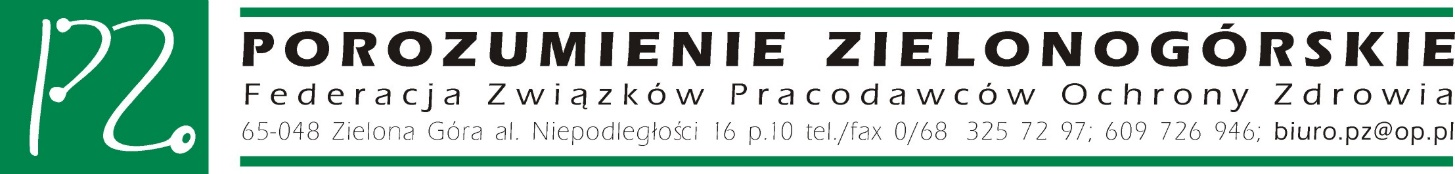 PZ
POROZUMIENIE ZIELONOGÓRSKIE
Federacja Związków Pracodawców Ochrony Zdrowia
65-048 Zielona Góra al. Niepodległości 16 p.10 tel./fax 0/68 325 72 97; 609 726 946; biuro.pz@op.pl